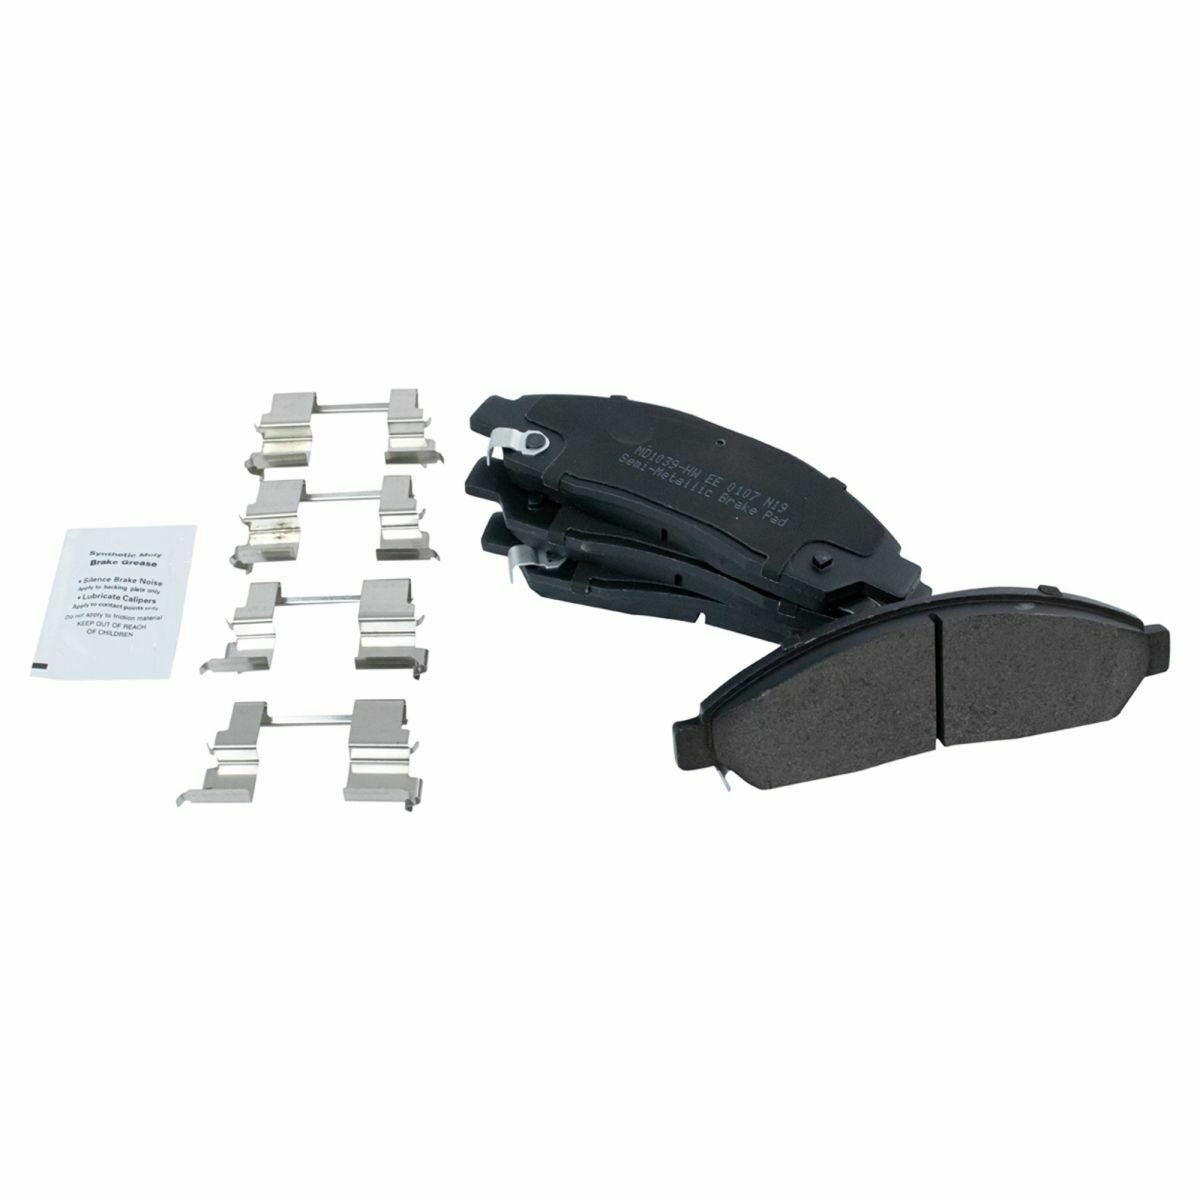 MD1039-HW EE 0107 N19
Semi-Metallic Brake Pad
Synthetic Moly
Brake Grease
• Silence Brake Noise
Apply to backing plate only
• Lubricate Calipers
Apply to contact points only
Do not apply to friction material
KEEP OUT OF REACH
OF CHILDREN